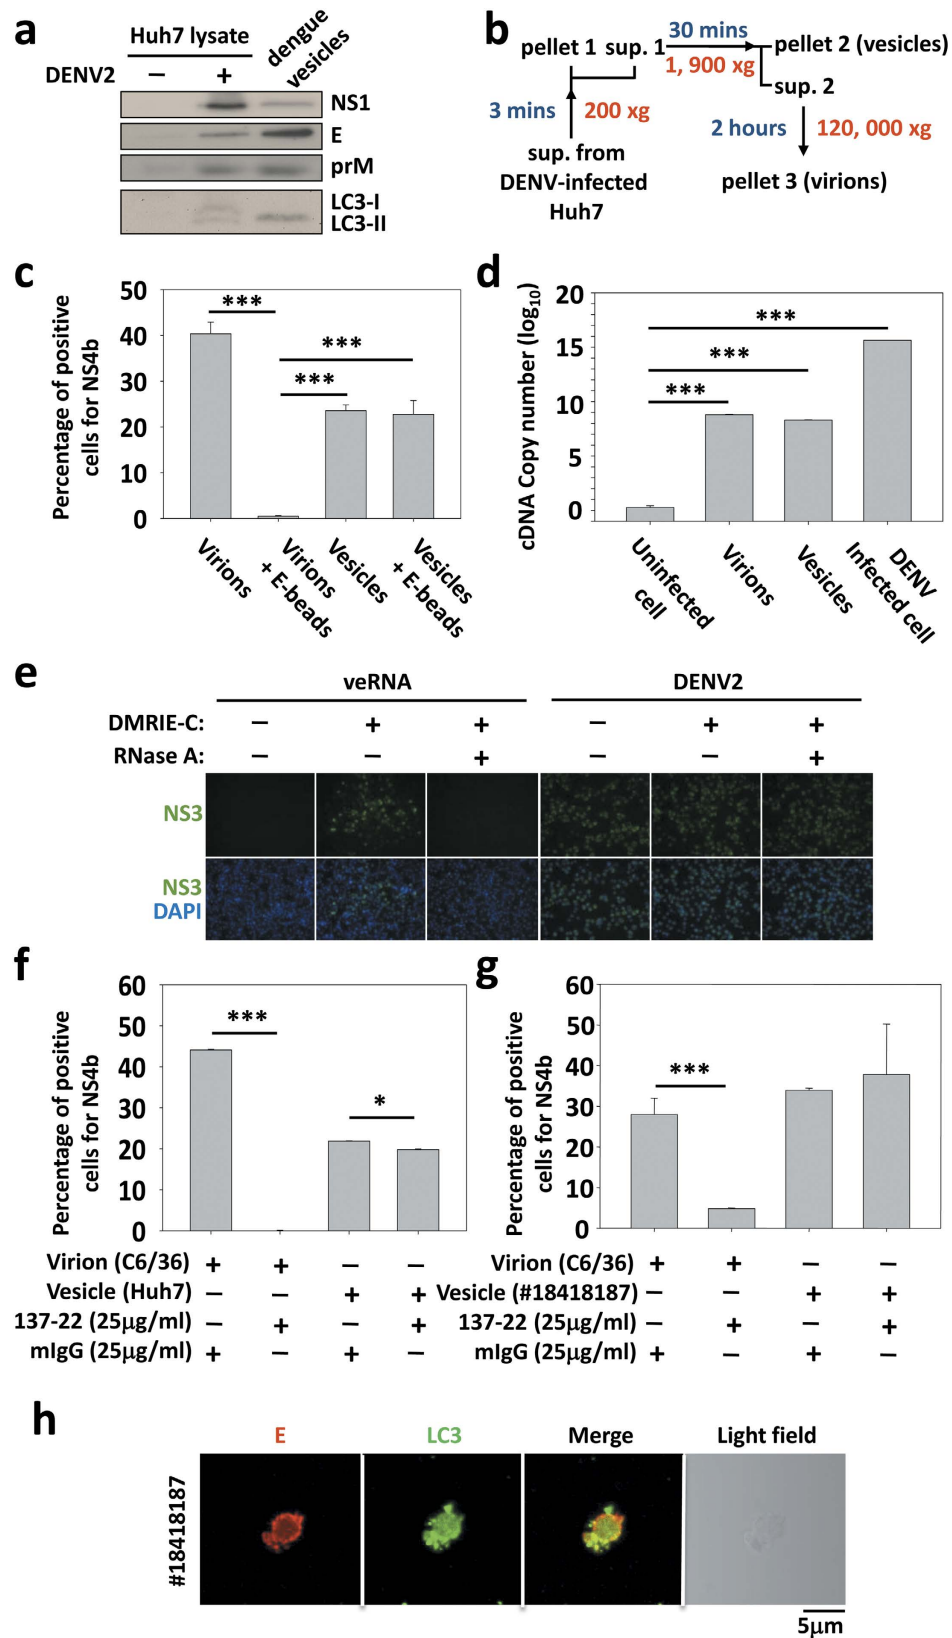 a
Huh7 lysate
dengue
vesicles
DENV2 − +
NS1
E
prM
LC3-I
LC3-II
b
30 mins
pellet 1 sup. 1
pellet 2 (vesicles)
1, 900 xg
sup. 2
3 mins 200 xg
2 hours 120, 000 xg
sup. from
DENV-infected
Huh7
pellet 3 (virions)
c
Percentage of positive
cells for NS4b
50
40
30
20
10
0
***
***
***
Virions
Virions
+ E-beads
Vesicles
Vesicles
+ E-beads
d
cDNA Copy number (log10)
20
15
10
5
0
***
***
***
Uninfected
cell
Virions
Vesicles
DENV
Infected cell
e
veRNA DENV2
DMRIE-C: − + + − + +
RNase A: − − + − − +
NS3
NS3
DAPI
f
Percentage of positive
cells for NS4b
60
50
40
30
20
10
0
***
*
Virion (C6/36) + + − −
Vesicle (Huh7) − − + +
137-22 (25μg/ml) − + − +
mIgG (25μg/ml) + − + −
g
Percentage of positive
cells for NS4b
60
50
40
30
20
10
0
***
Virion (C6/36) + + − −
Vesicle (#18418187) − − + +
137-22 (25μg/ml) − + − +
mIgG (25μg/ml) + − + −
h
E LC3 Merge Light field
#18418187
5μm